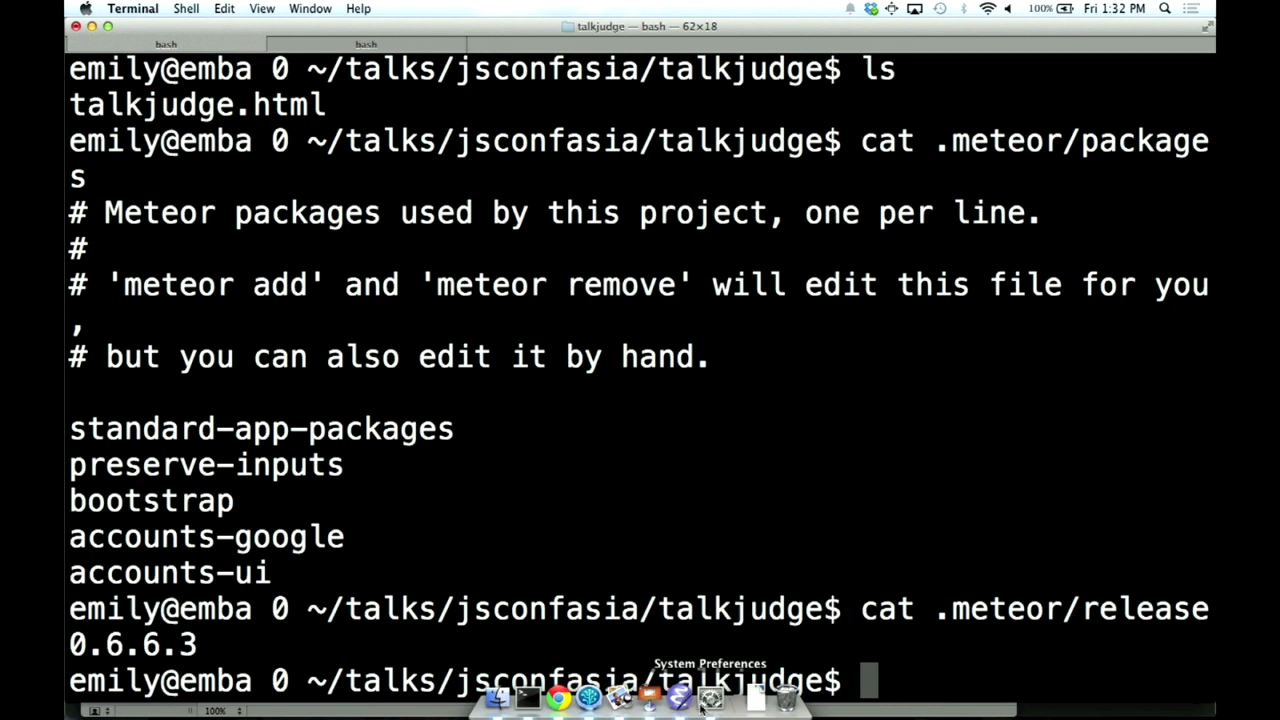 Terminal Shell Edit View Window Help 100% Fri 1:32 PM
talkjudge — bash — 62×18
bash bash
emily@emba 0 ~/talks/jsconfasia/talkjudge$ ls
talkjudge.html
emily@emba 0 ~/talks/jsconfasia/talkjudge$ cat .meteor/package
s
# Meteor packages used by this project, one per line.
#
# 'meteor add' and 'meteor remove' will edit this file for you
,
# but you can also edit it by hand.
standard-app-packages
preserve-inputs
bootstrap
accounts-google
accounts-ui
emily@emba 0 ~/talks/jsconfasia/talkjudge$ cat .meteor/release
0.6.6.3
System Preferences
emily@emba 0 ~/talks/jsconfasia/talkjudge$
100%